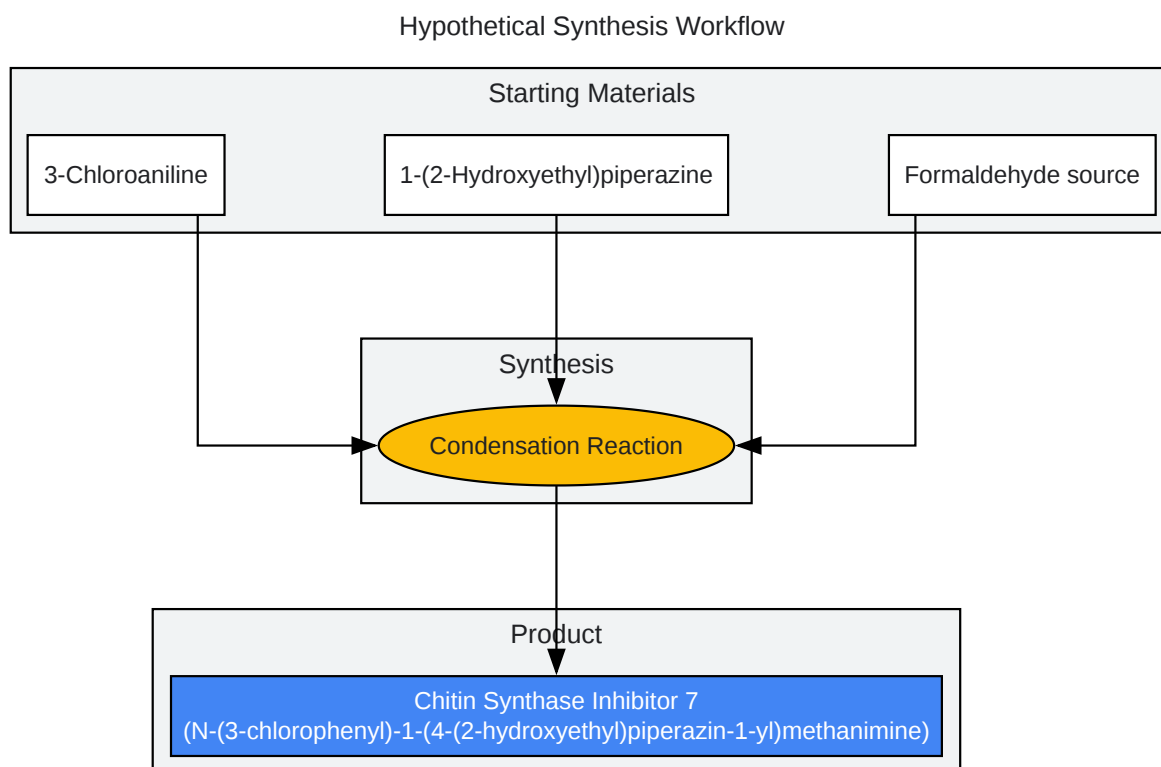 Hypothetical Synthesis Workflow
Starting Materials
3-Chloroaniline
1-(2-Hydroxyethyl)piperazine
Formaldehyde source
Synthesis
Condensation Reaction
Product
Chitin Synthase Inhibitor 7
(N-(3-chlorophenyl)-1-(4-(2-hydroxyethyl)piperazin-1-yl)methanimine)